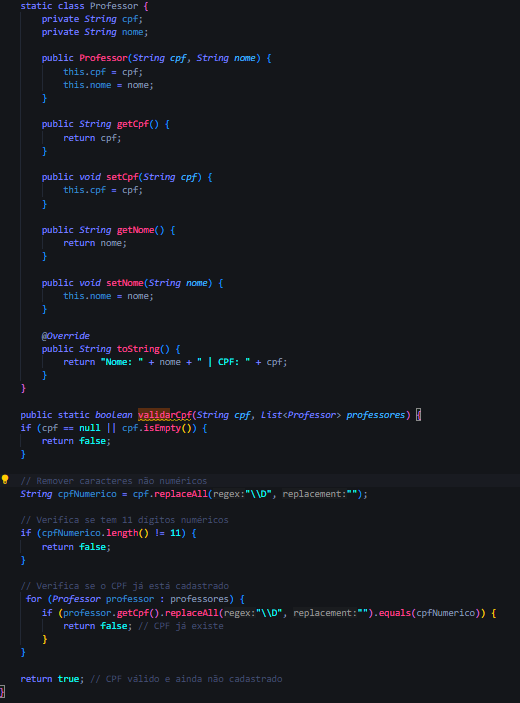 static class Professor {
private String cpf;
private String nome;
public Professor(String cpf, String nome) {
this.cpf = cpf;
this.nome = nome;
}
public String getCpf() {
return cpf;
}
public void setCpf(String cpf) {
this.cpf = cpf;
}
public String getNome() {
return nome;
}
public void setNome(String nome) {
this.nome = nome;
}
@Override
public String toString() {
return "Nome: " + nome + " | CPF: " + cpf;
}
}
public static boolean validarCpf(String cpf, List<Professor> professores) {
if (cpf == null || cpf.isEmpty()) {
return false;
}
// Remover caracteres não numéricos
String cpfNumerico = cpf.replaceAll(regex:"\\D", replacement:"");
// Verifica se tem 11 dígitos numéricos
if (cpfNumerico.length() != 11) {
return false;
}
// Verifica se o CPF já está cadastrado
for (Professor professor : professores) {
if (professor.getCpf().replaceAll(regex:"\\D", replacement:"").equals(cpfNumerico)) {
return false; // CPF já existe
}
}
return true; // CPF válido e ainda não cadastrado
}